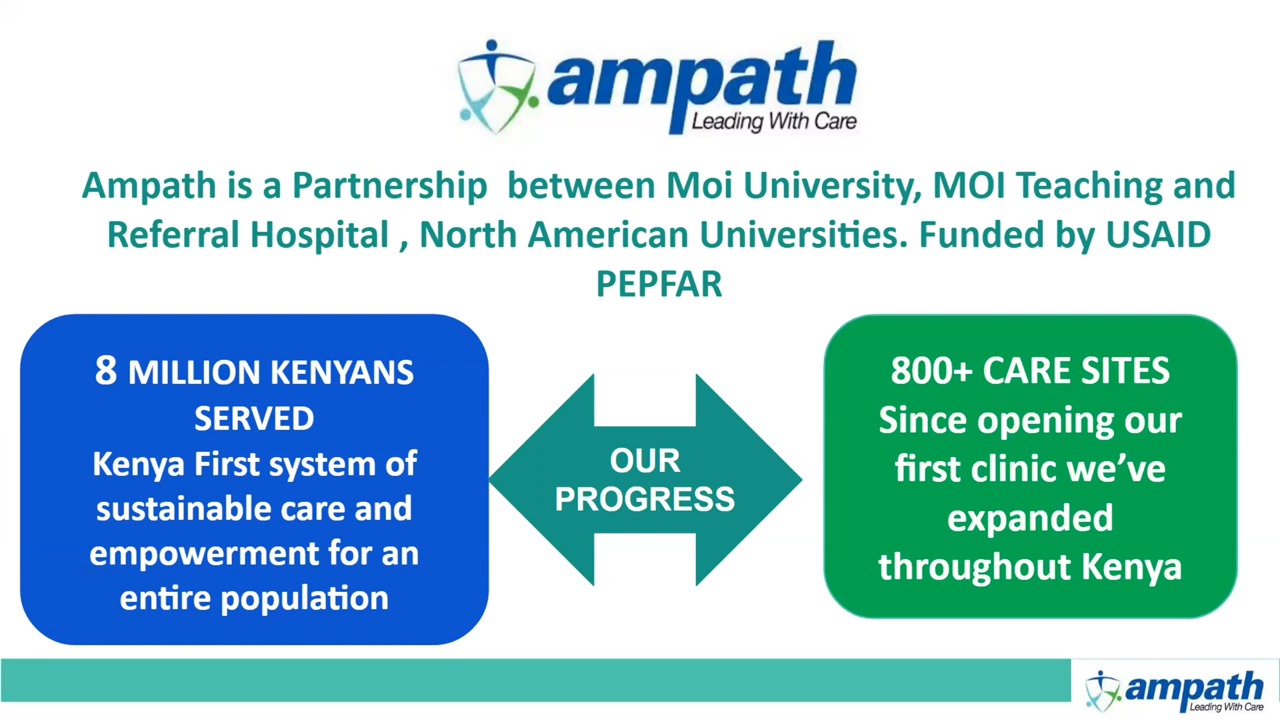 ampath
Leading With Care
Ampath is a Partnership between Moi University, MOI Teaching and
Referral Hospital , North American Universities. Funded by USAID
PEPFAR
8 MILLION KENYANS
SERVED
Kenya First system of
sustainable care and
empowerment for an
entire population
OUR
PROGRESS
800+ CARE SITES
Since opening our
first clinic we’ve
expanded
throughout Kenya
ampath
Leading With Care